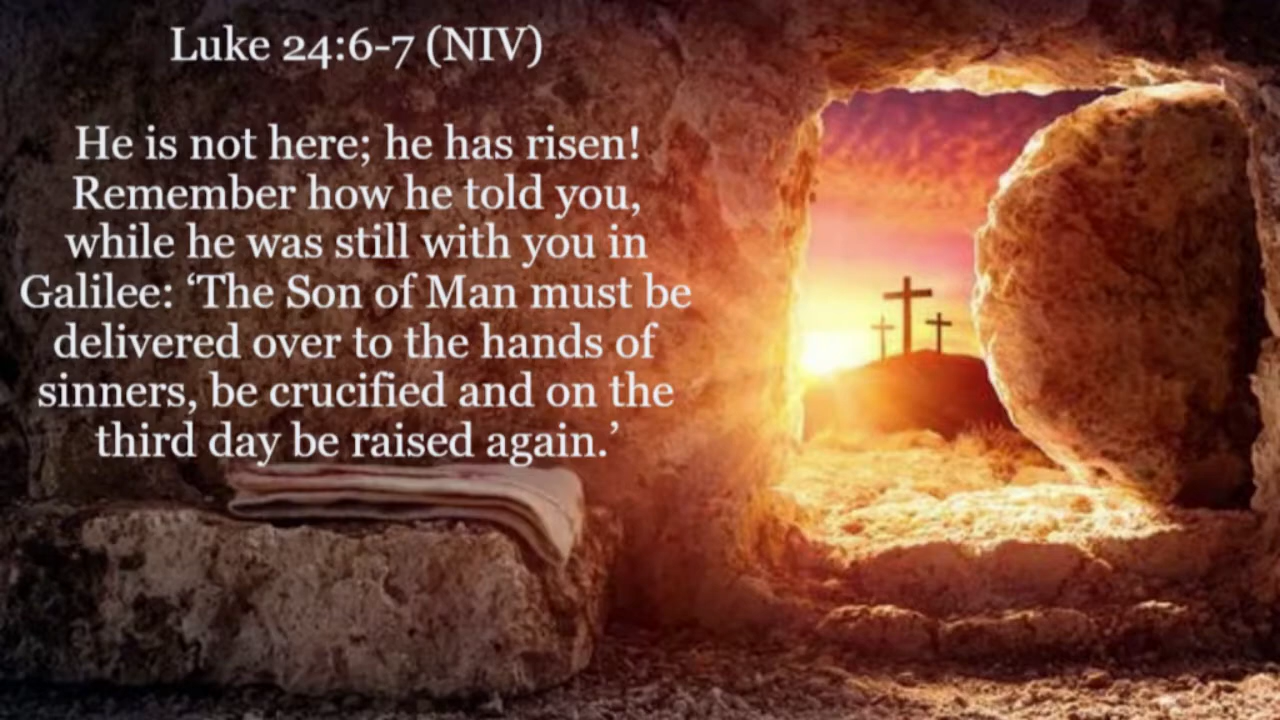 Luke 24:6-7 (NIV)
He is not here; he has risen!
Remember how he told you,
while he was still with you in
Galilee: ‘The Son of Man must be
delivered over to the hands of
sinners, be crucified and on the
third day be raised again.’